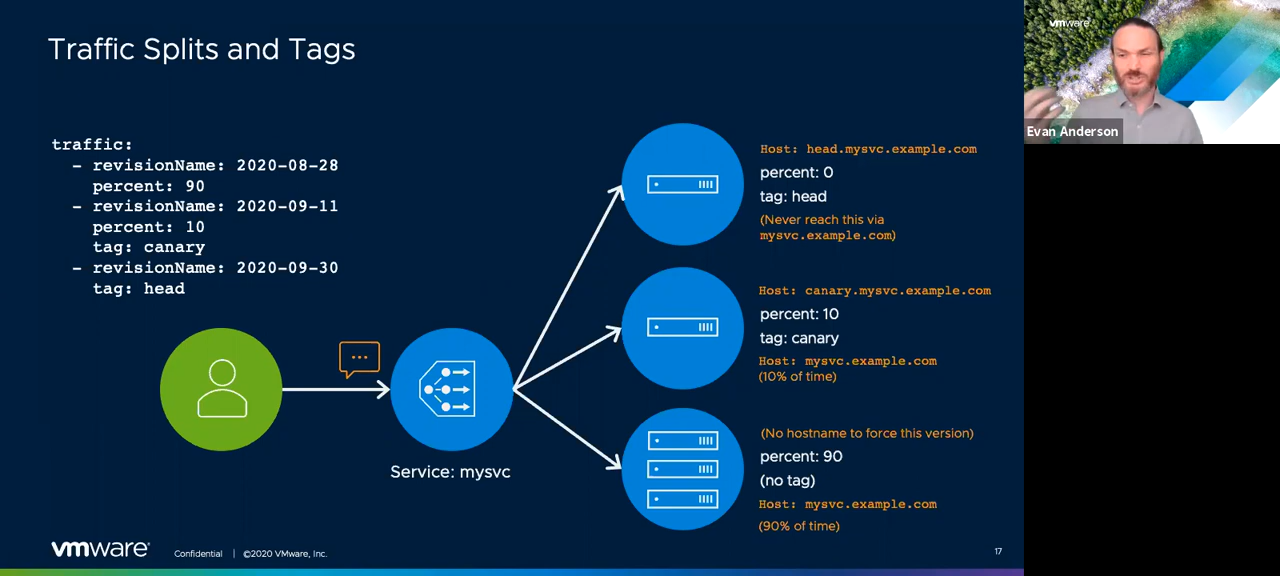 Traffic Splits and Tags
traffic:
- revisionName: 2020-08-28
percent: 90
- revisionName: 2020-09-11
percent: 10
tag: canary
- revisionName: 2020-09-30
tag: head
Service: mysvc
Host: head.mysvc.example.com
percent: 0
tag: head
(Never reach this via
mysvc.example.com)
Host: canary.mysvc.example.com
percent: 10
tag: canary
Host: mysvc.example.com
(10% of time)
(No hostname to force this version)
percent: 90
(no tag)
Host: mysvc.example.com
(90% of time)
vmware®
Confidential | ©2020 VMware, Inc.
17
vmware
Evan Anderson